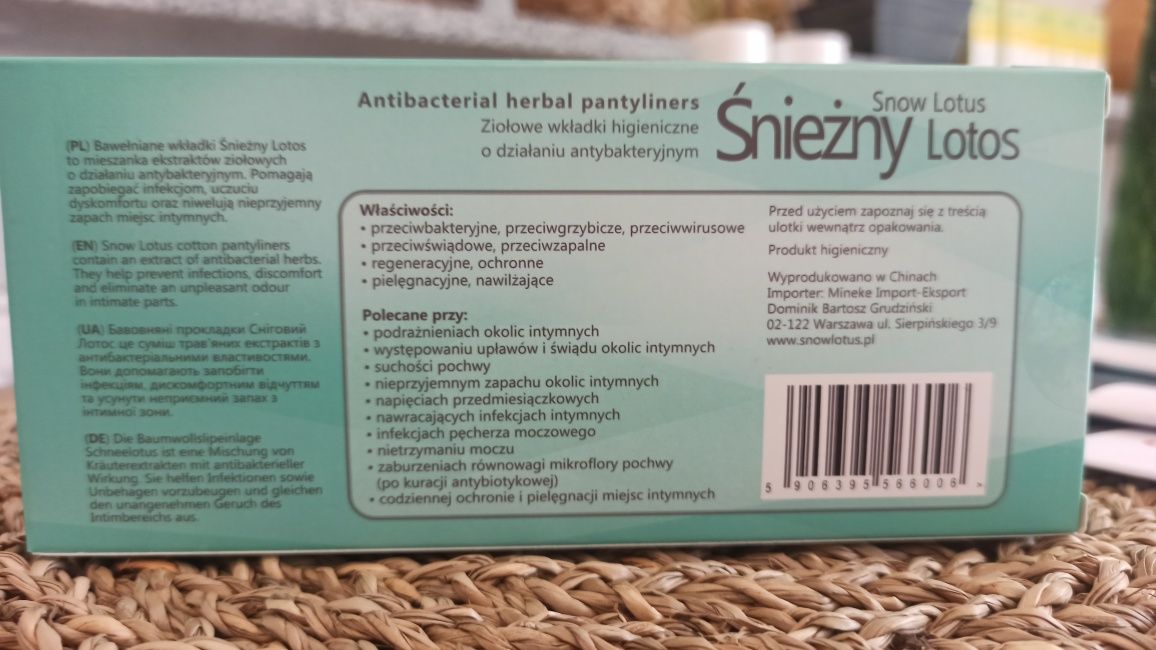 Antibacterial herbal pantyliners
Ziołowe wkładki higieniczne
o działaniu antybakteryjnym
Snow Lotus
Śnieżny Lotos
(PL) Bawełniane wkładki Śnieżny Lotos
to mieszanka ekstraktów ziołowych
o działaniu antybakteryjnym. Pomagają
zapobiegać infekcjom, uczuciu
dyskomfortu oraz niwelują nieprzyjemny
zapach miejsc intymnych.
(EN) Snow Lotus cotton pantyliners
contain an extract of antibacterial herbs.
They help prevent infections, discomfort
and eliminate an unpleasant odour
in intimate parts.
(UA) Бавовняні прокладки Сніговий
Лотос це суміш трав'яних екстрактів з
антибактеріальними властивостями.
Вони допомагають запобігти
інфекціям, дискомфортним відчуттям
та усунути неприємний запах з
інтимної зони.
(DE) Die Baumwollslipeinlage
Schneelotus ist eine Mischung von
Kräuterextrakten mit antibakterieller
Wirkung. Sie helfen Infektionen sowie
Unbehagen vorzubeugen und gleichen
den unangenehmen Geruch des
Intimbereichs aus.
Właściwości:
• przeciwbakteryjne, przeciwgrzybicze, przeciwwirusowe
• przeciwświądowe, przeciwzapalne
• regeneracyjne, ochronne
• pielęgnacyjne, nawilżające
Polecane przy:
• podrażnieniach okolic intymnych
• występowaniu upławów i świądu okolic intymnych
• suchości pochwy
• nieprzyjemnym zapachu okolic intymnych
• napięciach przedmiesiączkowych
• nawracających infekcjach intymnych
• infekcjach pęcherza moczowego
• nietrzymaniu moczu
• zaburzeniach równowagi mikroflory pochwy
(po kuracji antybiotykowej)
• codziennej ochronie i pielęgnacji miejsc intymnych
Przed użyciem zapoznaj się z treścią
ulotki wewnątrz opakowania.
Produkt higieniczny
Wyprodukowano w Chinach
Importer: Mineke Import-Eksport
Dominik Bartosz Grudziński
02-122 Warszawa ul. Sierpińskiego 3/9
www.snowlotus.pl
5 906395 566006 >